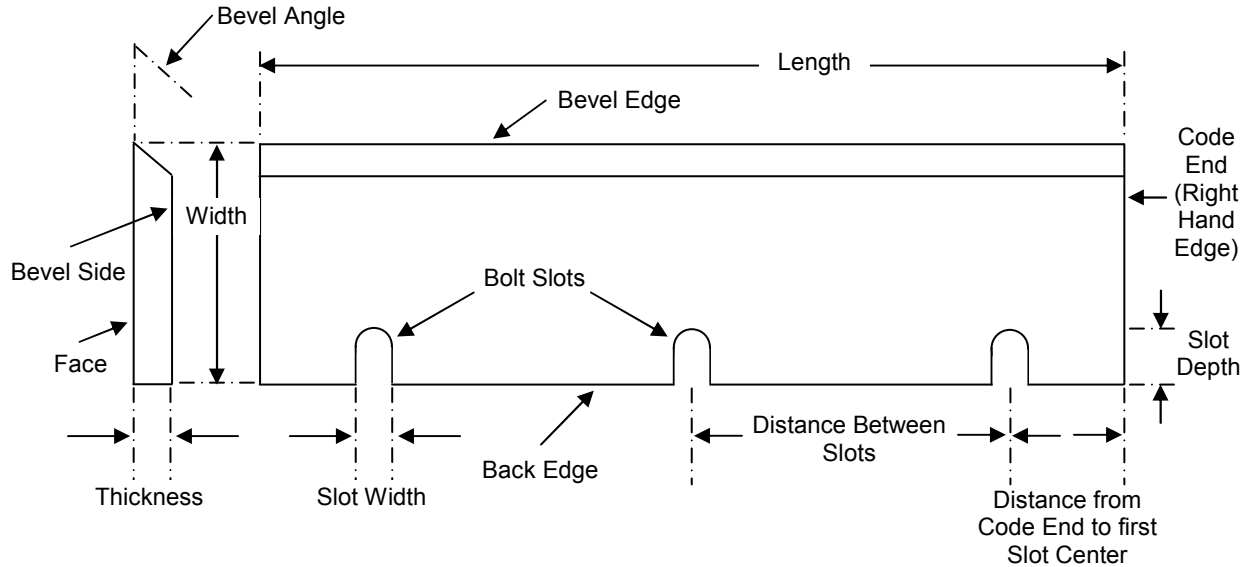 Bevel Angle
Length
Bevel Edge
Code
End
(Right
Hand
Edge)
Width
Bevel Side
Bolt Slots
Face
Slot
Depth
Distance Between
Slots
Back Edge
Thickness
Slot Width
Distance from
Code End to first
Slot Center